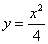 y = x²/4